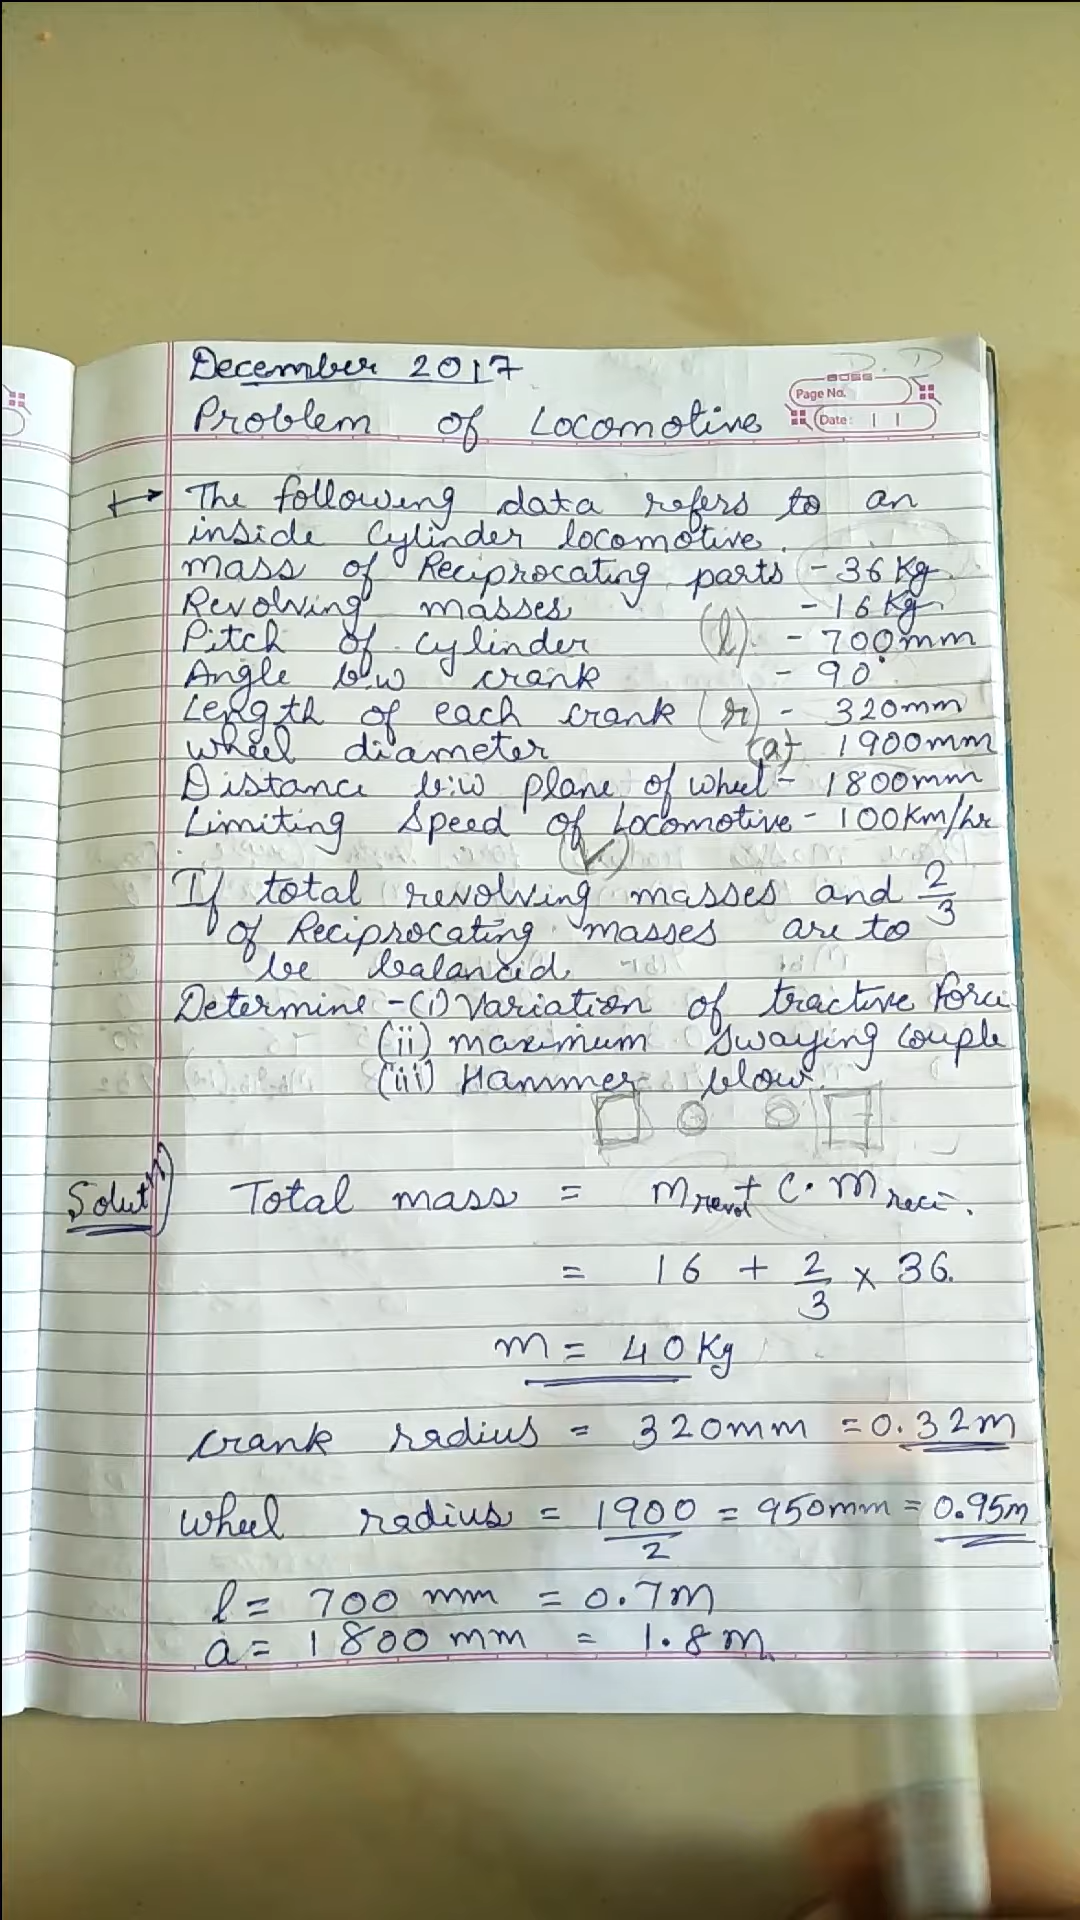 December 2017
Page No.
Problem of Locomotive
Date:
The following data refers to an
inside cylinder locomotive.
mass of Reciprocating parts - 36 Kg.
Revolving masses - 16 Kg.
Pitch of cylinder (l) - 700mm
Angle b/w crank - 90°
Length of each crank (r) - 320mm
wheel diameter (a) 1900mm
Distance b/w plane of wheel - 1800mm
Limiting Speed of Locomotive - 100 Km/hr
If total revolving masses and 2/3
of Reciprocating masses are to
be balanced.
Determine - (i) Variation of tractive force
(ii) maximum swaying couple
(iii) Hammer blow.
Solutⁿ) Total mass = m revol + C. m reci.
= 16 + 2/3 x 36.
m = 40 Kg
crank radius = 320mm = 0.32m
wheel radius = 1900/2 = 950mm = 0.95m
l = 700 mm = 0.7m
a = 1800 mm = 1.8m.